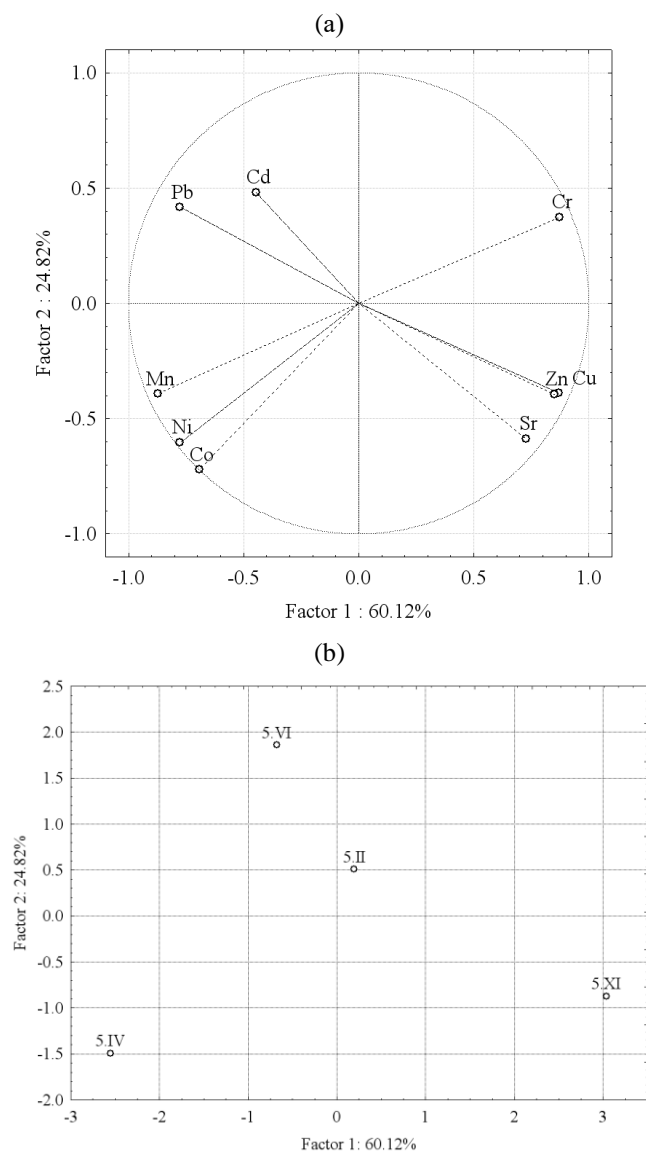 (a)
1.0
0.5
0.0
-0.5
-1.0
Factor 2 : 24.82%
Cd
Pb
Cr
Mn
Zn Cu
Ni
Sr
Co
-1.0 -0.5 0.0 0.5 1.0
Factor 1 : 60.12%
(b)
2.5
2.0
1.5
1.0
0.5
0.0
-0.5
-1.0
-1.5
-2.0
Factor 2: 24.82%
5.VI
5.II
5.XI
5.IV
-3 -2 -1 0 1 2 3
Factor 1: 60.12%